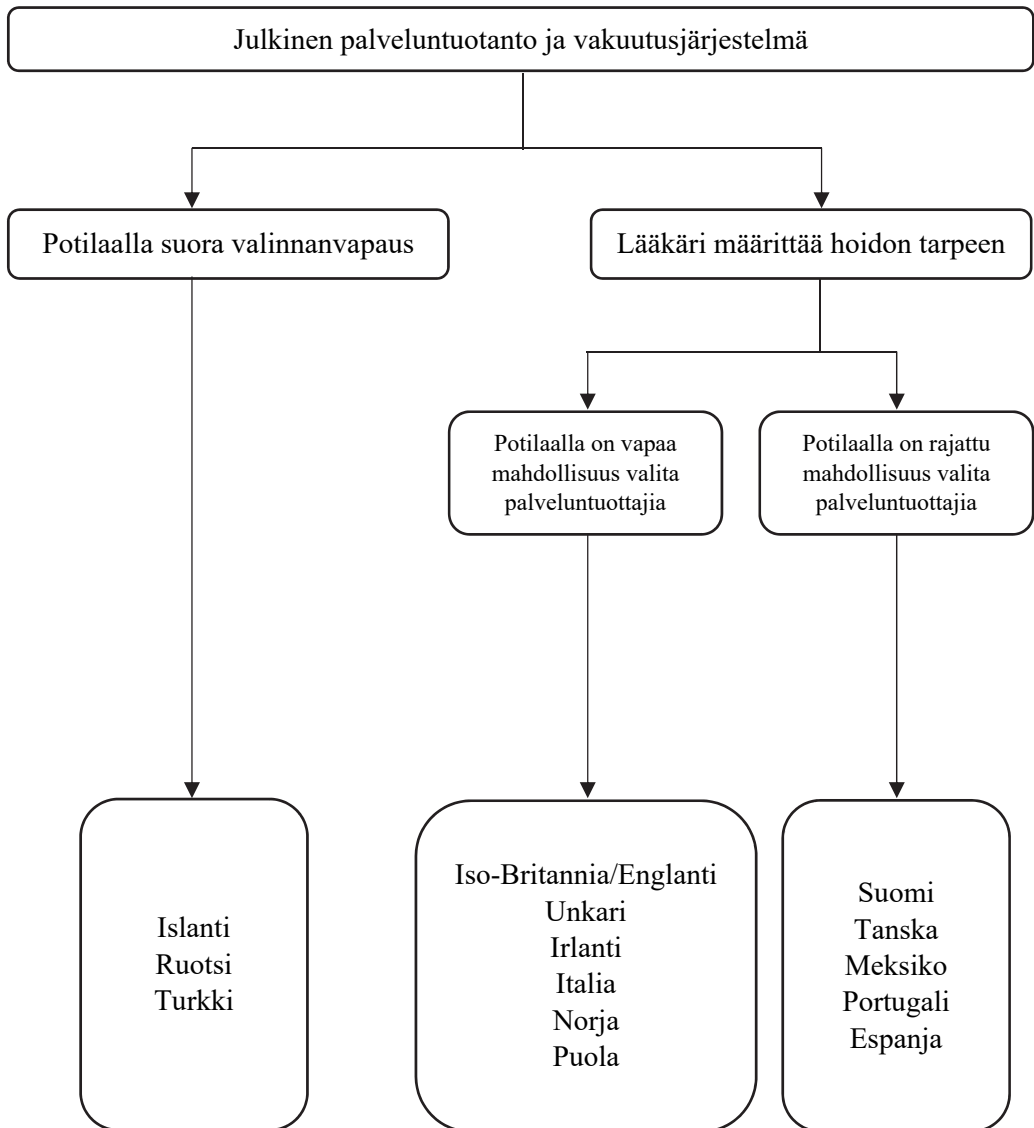 Julkinen palveluntuotanto ja vakuutusjärjestelmä
Potilaalla suora valinnanvapaus
Lääkäri määrittää hoidon tarpeen
Potilaalla on vapaa
mahdollisuus valita
palveluntuottajia
Potilaalla on rajattu
mahdollisuus valita
palveluntuottajia
Islanti
Ruotsi
Turkki
Iso-Britannia/Englanti
Unkari
Irlanti
Italia
Norja
Puola
Suomi
Tanska
Meksiko
Portugali
Espanja